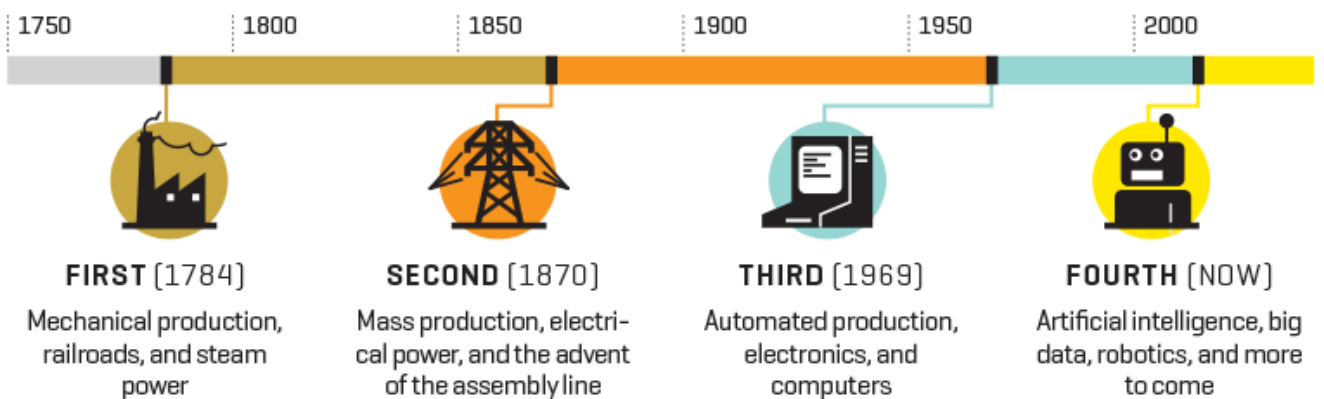 1750
1800
1850
1900
1950
2000
FIRST (1784)
Mechanical production,
railroads, and steam
power
SECOND (1870)
Mass production, electri-
cal power, and the advent
of the assembly line
THIRD (1969)
Automated production,
electronics, and
computers
FOURTH (NOW)
Artificial intelligence, big
data, robotics, and more
to come